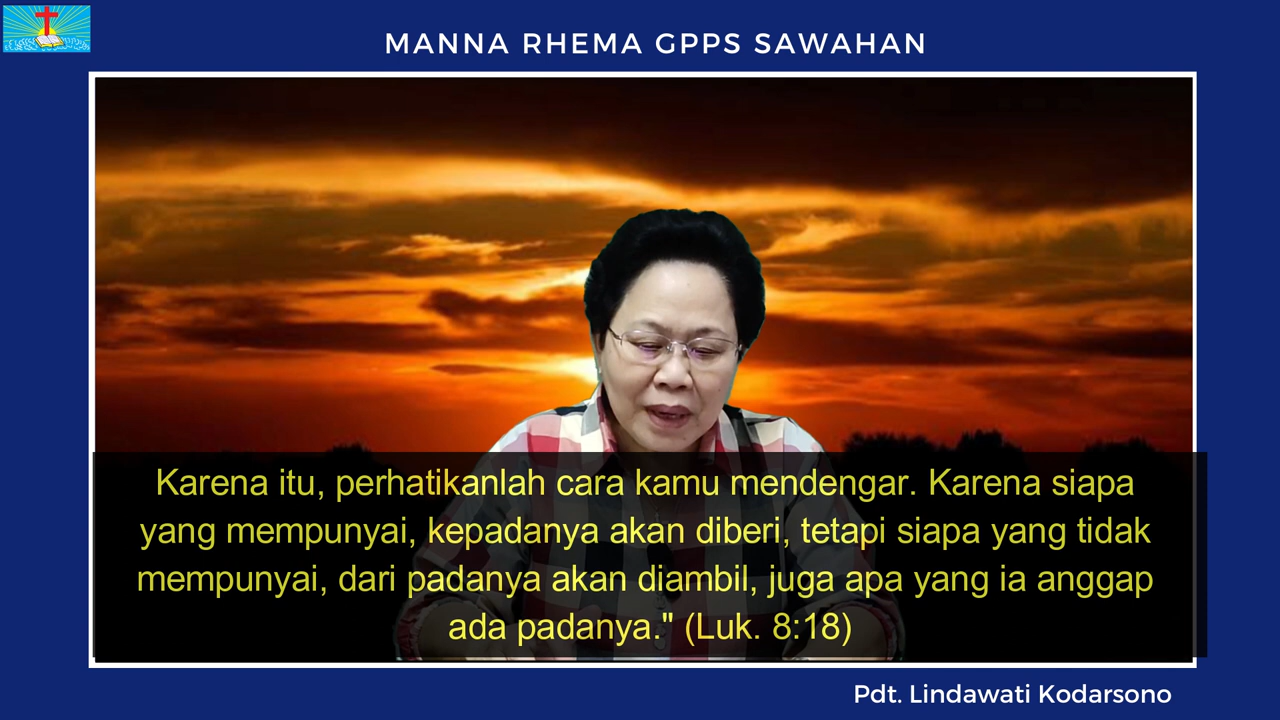 MANNA RHEMA GPPS SAWAHAN
Karena itu, perhatikanlah cara kamu mendengar. Karena siapa
yang mempunyai, kepadanya akan diberi, tetapi siapa yang tidak
mempunyai, dari padanya akan diambil, juga apa yang ia anggap
ada padanya." (Luk. 8:18)
Pdt. Lindawati Kodarsono